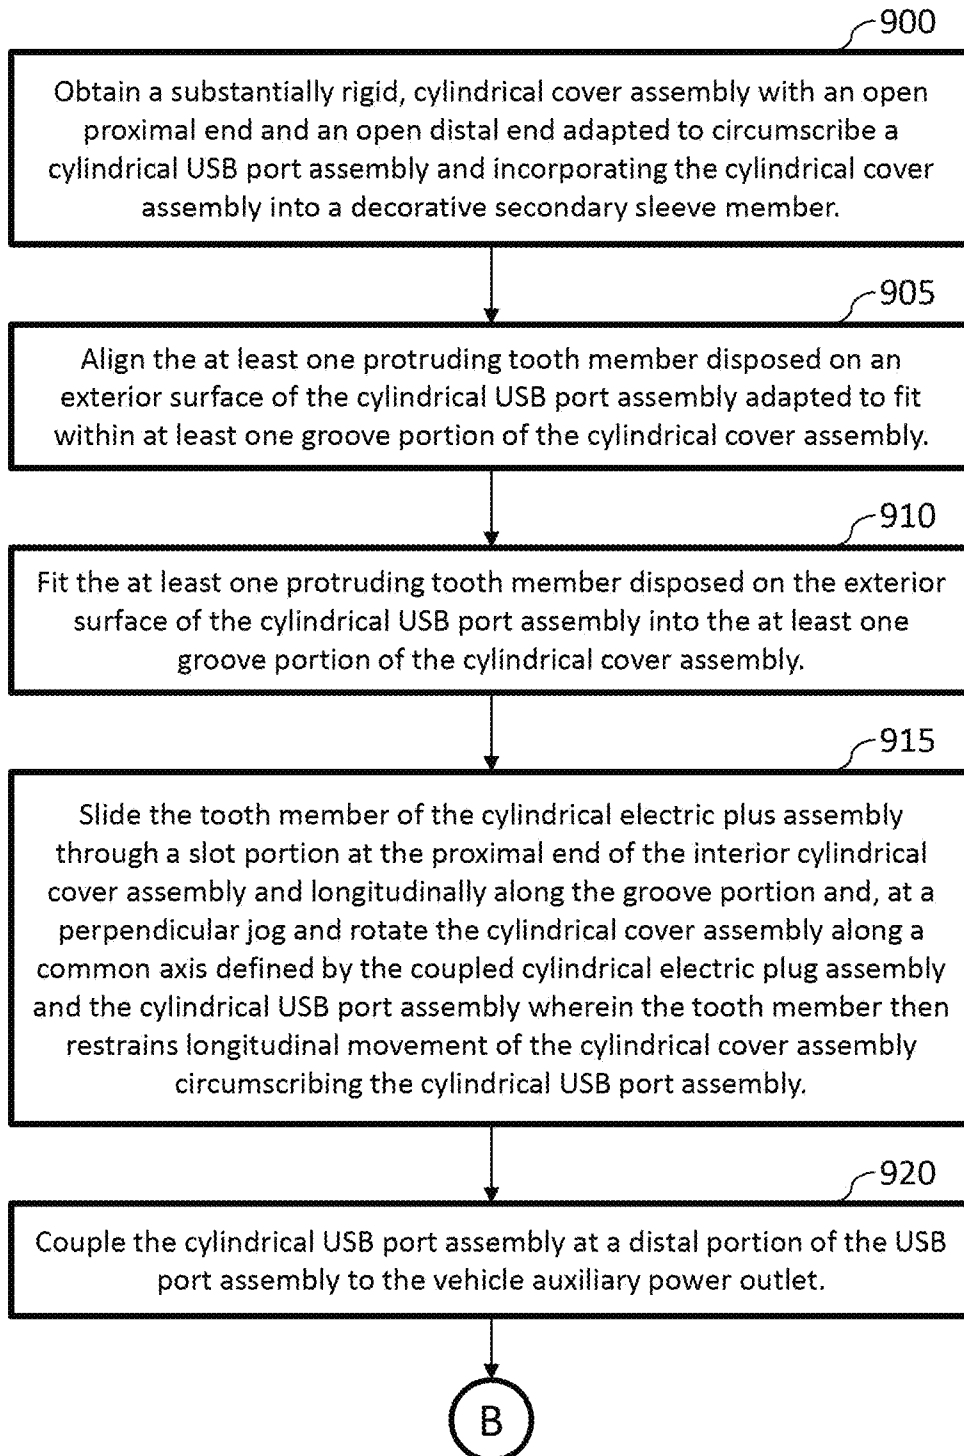 900
Obtain a substantially rigid, cylindrical cover assembly with an open
proximal end and an open distal end adapted to circumscribe a
cylindrical USB port assembly and incorporating the cylindrical cover
assembly into a decorative secondary sleeve member.
905
Align the at least one protruding tooth member disposed on an
exterior surface of the cylindrical USB port assembly adapted to fit
within at least one groove portion of the cylindrical cover assembly.
910
Fit the at least one protruding tooth member disposed on the exterior
surface of the cylindrical USB port assembly into the at least one
groove portion of the cylindrical cover assembly.
915
Slide the tooth member of the cylindrical electric plus assembly
through a slot portion at the proximal end of the interior cylindrical
cover assembly and longitudinally along the groove portion and, at a
perpendicular jog and rotate the cylindrical cover assembly along a
common axis defined by the coupled cylindrical electric plug assembly
and the cylindrical USB port assembly wherein the tooth member then
restrains longitudinal movement of the cylindrical cover assembly
circumscribing the cylindrical USB port assembly.
920
Couple the cylindrical USB port assembly at a distal portion of the USB
port assembly to the vehicle auxiliary power outlet.
B